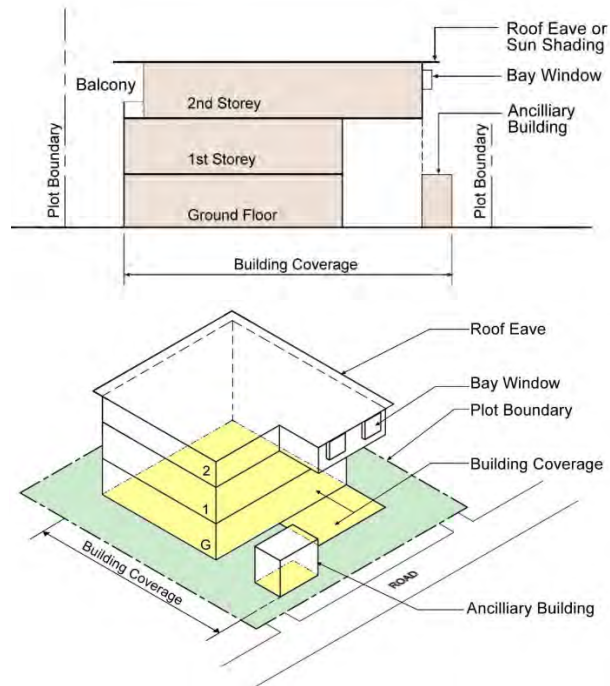 Roof Eave or
Sun Shading
Bay Window
Balcony
2nd Storey
Ancilliary
Building
1st Storey
Plot Boundary
Plot Boundary
Ground Floor
Building Coverage
Roof Eave
Bay Window
Plot Boundary
2
Building Coverage
1
G
Building Coverage
ROAD
Ancilliary Building